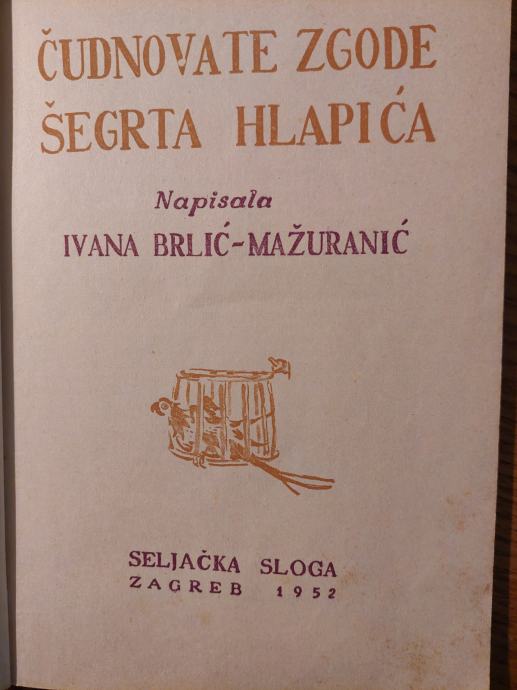 ČUDNOVATE ZGODE
ŠEGRTA HLAPIĆA
Napisala
IVANA BRLIĆ-MAŽURANIĆ
SELJAČKA SLOGA
ZAGREB 1952